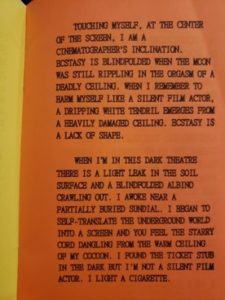 TOUCHING MYSELF, AT THE CENTER
OF THE SCREEN, I AM A
CINEMATOGRAPHER'S INCLINATION.
ECSTASY IS BLINDFOLDED WHEN THE MOON
WAS STILL RIPPLING IN THE ORGASM OF A
DEADLY CEILING. WHEN I REMEMBER TO
HARM MYSELF LIKE A SILENT FILM ACTOR,
A DRIPPING WHITE TENDRIL EMERGES FROM
A HEAVILY DAMAGED CEILING. ECSTASY IS
A LACK OF SHAPE.
WHEN I'M IN THIS DARK THEATRE
THERE IS A LIGHT LEAK IN THE SOIL
SURFACE AND A BLINDFOLDED ALBINO
CRAWLING OUT. I AWOKE NEAR A
PARTIALLY BURIED SUNDIAL. I BEGAN TO
SELF-TRANSLATE THE UNDERGROUND WORLD
INTO A SCREEN AND YOU FEEL THE STARRY
CORD DANGLING FROM THE WARM CEILING
OF MY COCOON. I FOUND THE TICKET STUB
IN THE DARK BUT I'M NOT A SILENT FILM
ACTOR. I LIGHT A CIGARETTE.